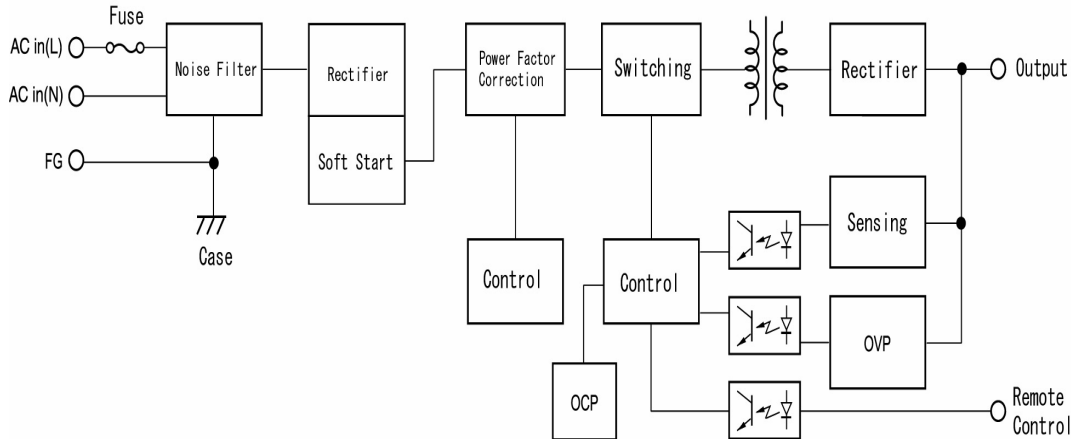 Fuse
AC in(L)
AC in(N)
FG
Noise Filter
Case
Rectifier
Soft Start
Power Factor
Correction
Control
Switching
Control
OCP
Rectifier
Output
Sensing
OVP
Remote
Control